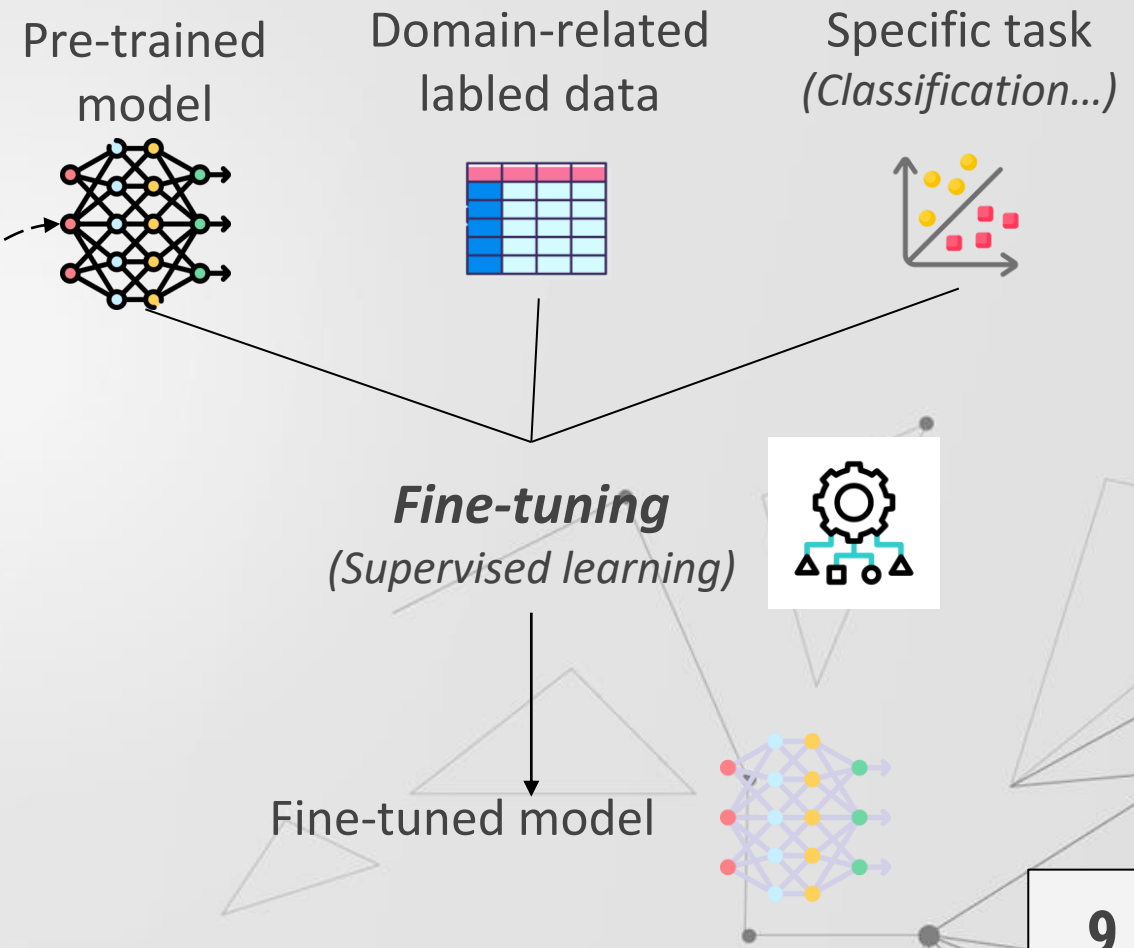 Pre-trained
model
Domain-related
labled data
Specific task
(Classification...)
Fine-tuning
(Supervised learning)
Fine-tuned model
9